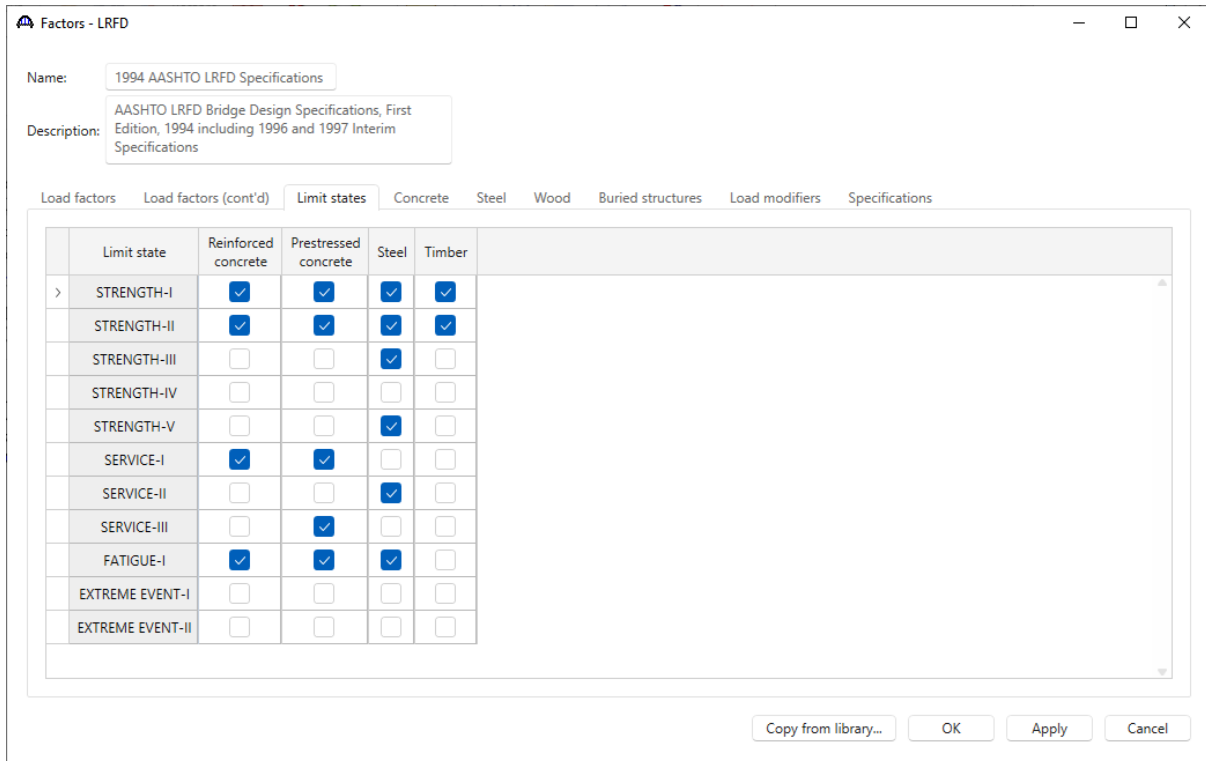 Factors - LRFD
Name: 1994 AASHTO LRFD Specifications
Description: AASHTO LRFD Bridge Design Specifications, First
Edition, 1994 including 1996 and 1997 Interim
Specifications
Load factors Load factors (cont'd) Limit states Concrete Steel Wood Buried structures Load modifiers Specifications
Limit state Reinforced concrete Prestressed concrete Steel Timber
STRENGTH-I
STRENGTH-II
STRENGTH-III
STRENGTH-IV
STRENGTH-V
SERVICE-I
SERVICE-II
SERVICE-III
FATIGUE-I
EXTREME EVENT-I
EXTREME EVENT-II
Copy from library... OK Apply Cancel